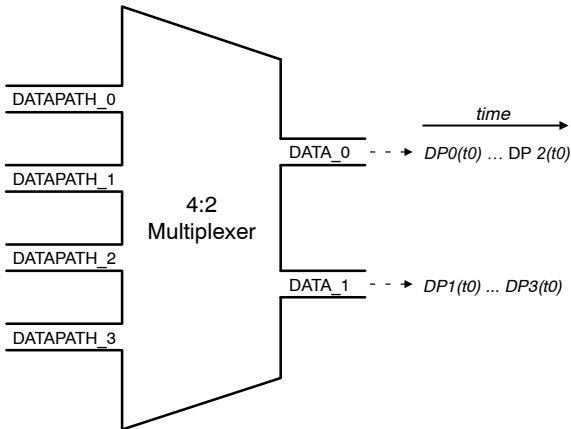 DATAPATH_0
DATAPATH_1
DATAPATH_2
DATAPATH_3
4:2
Multiplexer
DATA_0
DATA_1
time
DP0(t0) … DP 2(t0)
DP1(t0) ... DP3(t0)